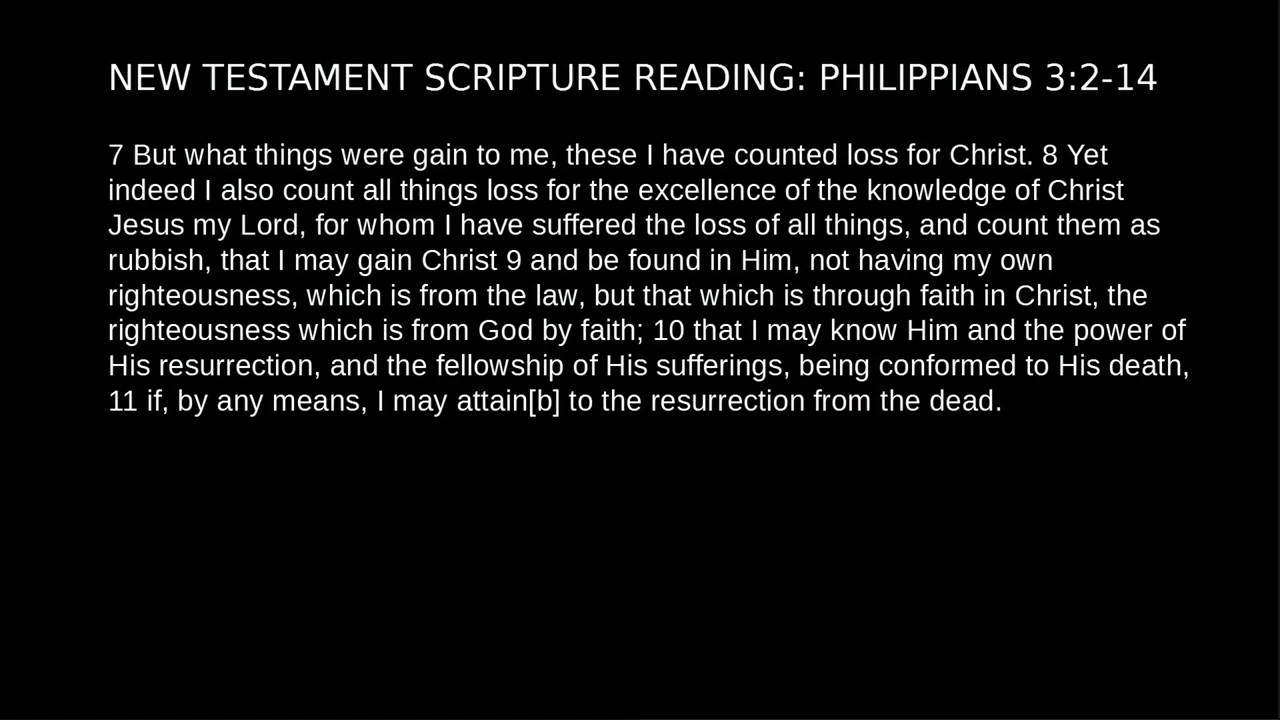 NEW TESTAMENT SCRIPTURE READING: PHILIPPIANS 3:2-14
7 But what things were gain to me, these I have counted loss for Christ. 8 Yet
indeed I also count all things loss for the excellence of the knowledge of Christ
Jesus my Lord, for whom I have suffered the loss of all things, and count them as
rubbish, that I may gain Christ 9 and be found in Him, not having my own
righteousness, which is from the law, but that which is through faith in Christ, the
righteousness which is from God by faith; 10 that I may know Him and the power of
His resurrection, and the fellowship of His sufferings, being conformed to His death,
11 if, by any means, I may attain[b] to the resurrection from the dead.